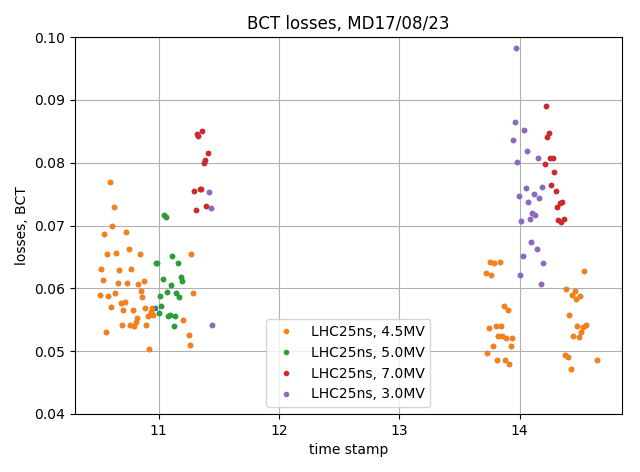 BCT losses, MD17/08/23
0.10
0.09
0.08
0.07
0.06
0.05
0.04
losses, BCT
LHC25ns, 4.5MV
LHC25ns, 5.0MV
LHC25ns, 7.0MV
LHC25ns, 3.0MV
11
12
13
14
time stamp